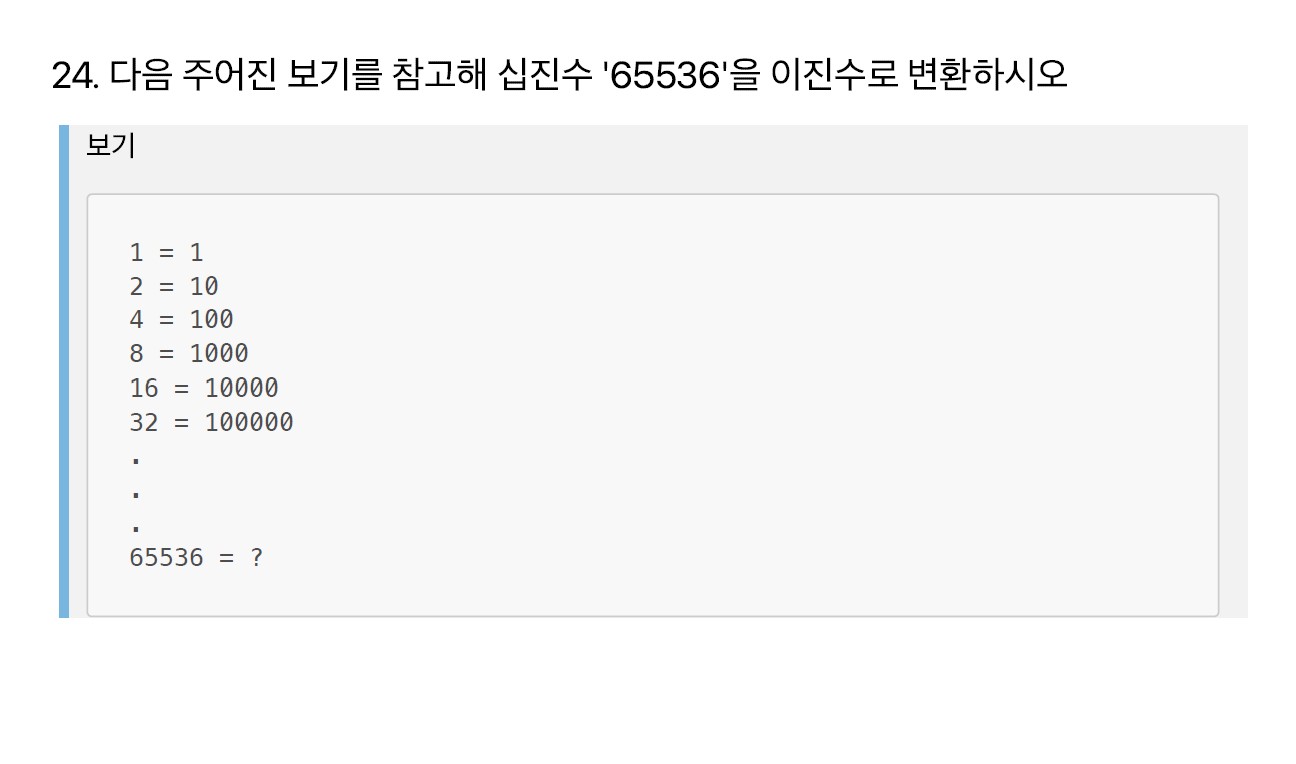 24. 다음 주어진 보기를 참고해 십진수 '65536'을 이진수로 변환하시오
보기
1 = 1
2 = 10
4 = 100
8 = 1000
16 = 10000
32 = 100000
.
.
.
65536 = ?